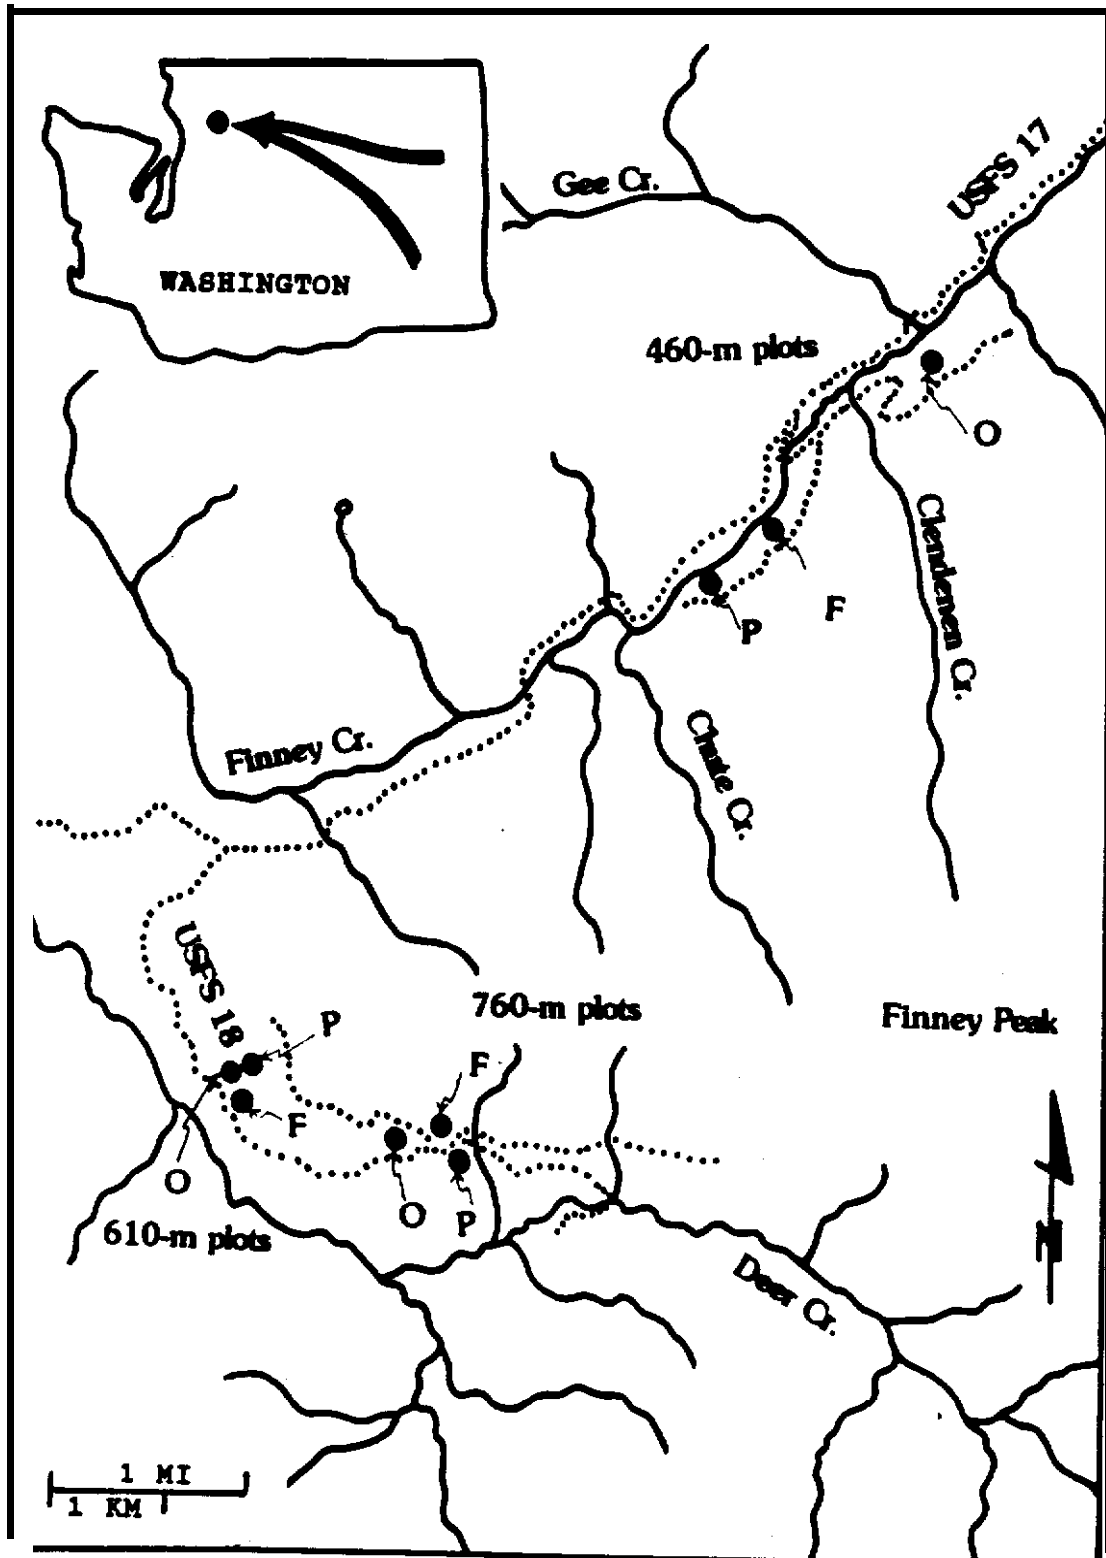 WASHINGTON
Gee Cr.
USFS 17
460-m plots
O
Clendenen Cr.
F
P
Finney Cr.
Chute Cr.
USFS 18
760-m plots
Finney Peak
P
F
F
O
O
P
610-m plots
N
Deer Cr.
1 MI
1 KM